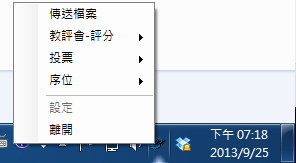 傳送檔案
教評會-評分
投票
序位
設定
離開
下午 07:18
2013/9/25